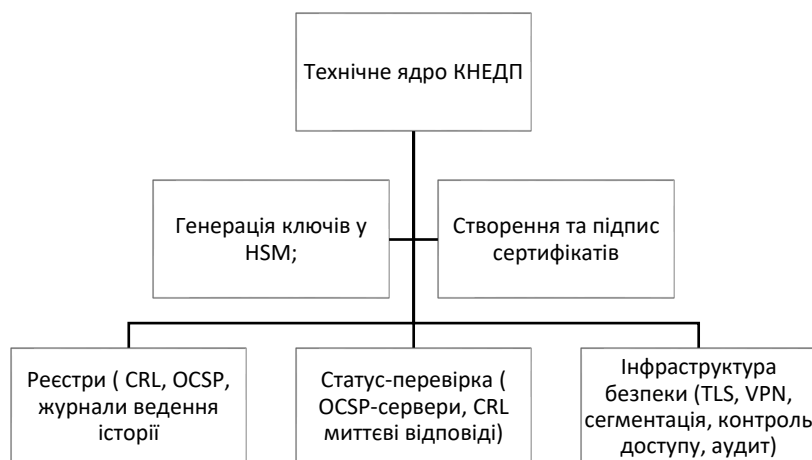 Технічне ядро КНЕДП
Генерація ключів у
HSM;
Створення та підпис
сертифікатів
Реєстри ( CRL, OCSP,
журнали ведення
історії
Статус-перевірка (
OCSP-сервери, CRL
миттєві відповіді)
Інфраструктура
безпеки (TLS, VPN,
сегментація, контроль
доступу, аудит)